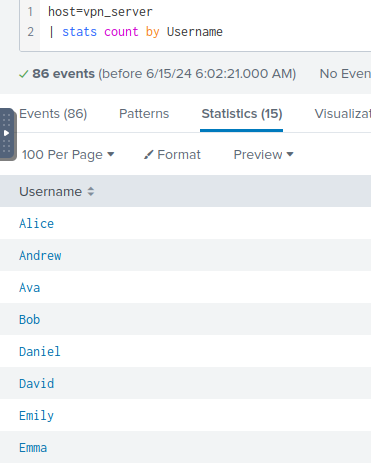 1 host=vpn_server
2 | stats count by Username
86 events (before 6/15/24 6:02:21.000 AM) No Even
Events (86) Patterns Statistics (15) Visualizat
100 Per Page Format Preview
Username
Alice
Andrew
Ava
Bob
Daniel
David
Emily
Emma